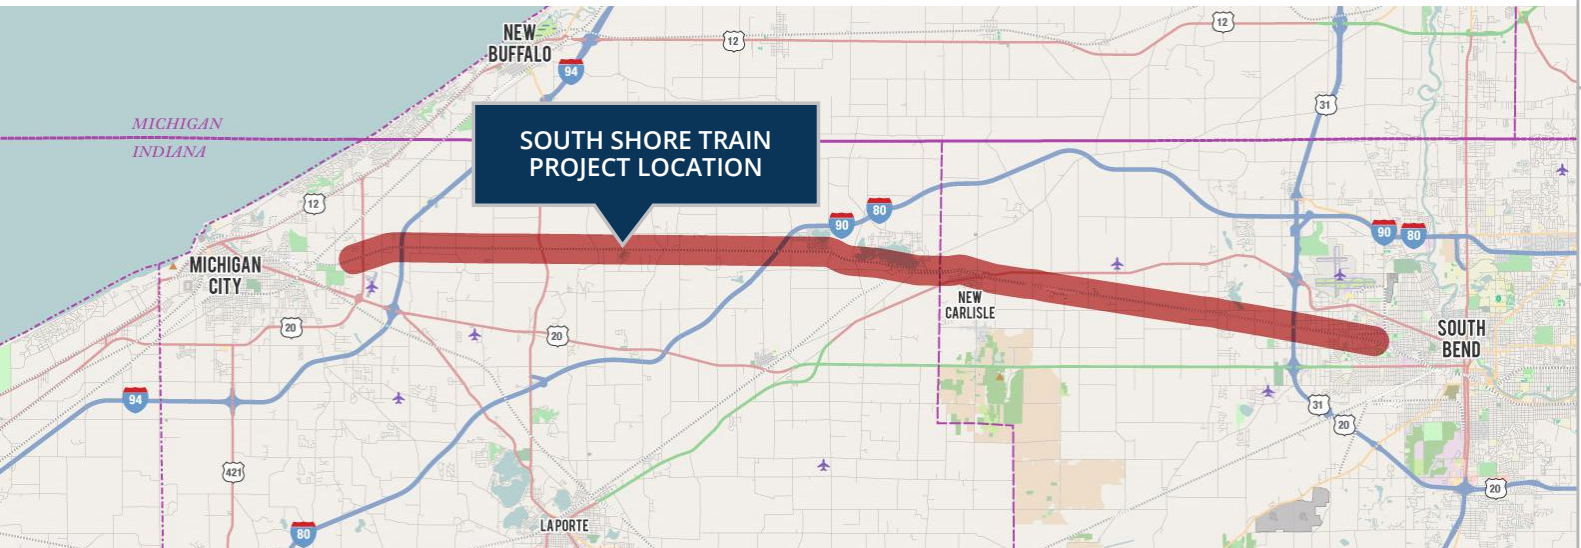 NEW
BUFFALO
12
12
94
31
MICHIGAN
INDIANA
SOUTH SHORE TRAIN
PROJECT LOCATION
12
90
80
90
80
MICHIGAN
CITY
NEW
CARLISLE
20
20
SOUTH
BEND
94
31
20
421
20
LAPORTE
80